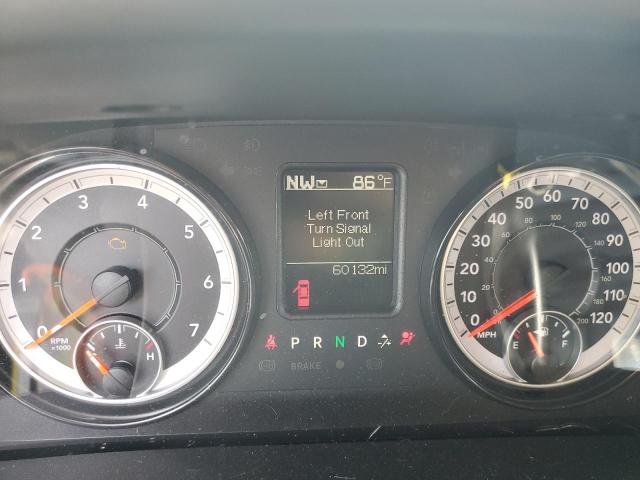 NW 86°F
Left Front
Turn Signal
Light Out
60132mi
P R N D
BRAKE
0 1 2 3 4 5 6 7
RPM
x1000
H
0 10 20 30 40 50 60 70 80 90 100 110 120
MPH
E F